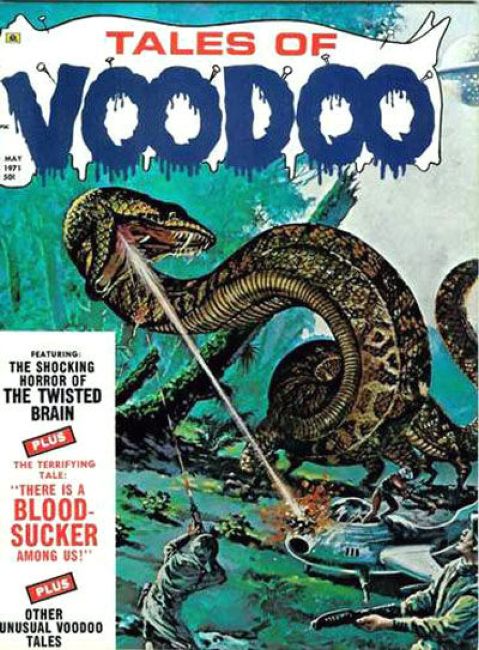 TALES OF
VOODOO
MAY
1971
50¢
FEATURING:
THE SHOCKING
HORROR OF
THE TWISTED
BRAIN
PLUS
THE TERRIFYING
TALE:
"THERE IS A
BLOOD-
SUCKER
AMONG US!"
PLUS
OTHER
UNUSUAL VOODOO
TALES